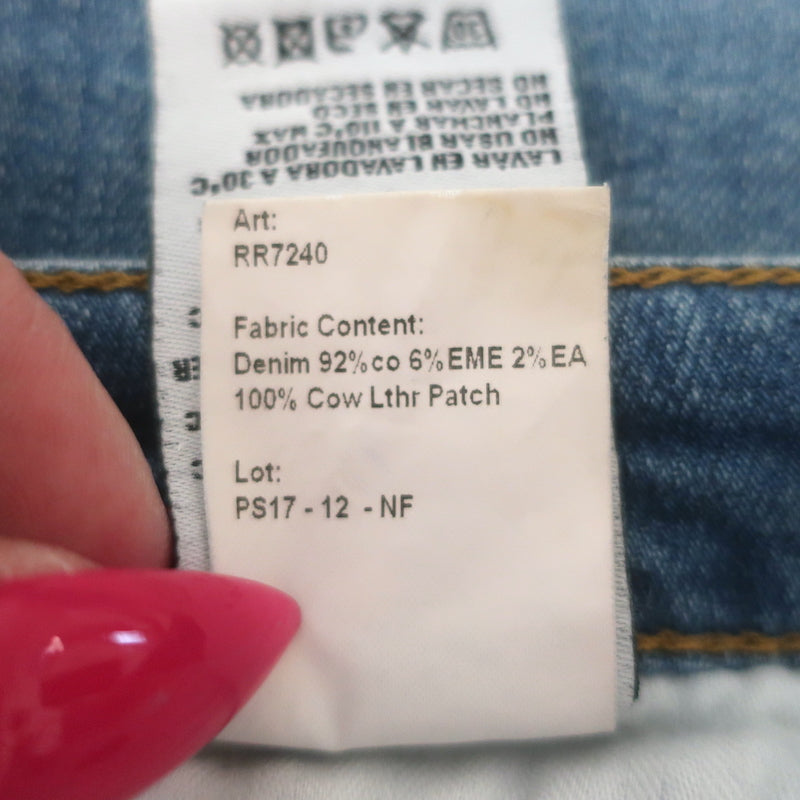 NO SECAR EN SECADORA
NO LAVAR EN SECO
PLANCHAR A 110°C MAX
NO USAR BLANQUEADOR
LAVAR EN LAVADORA A 30°C
Art:
RR7240
Fabric Content:
Denim 92%co 6%EME 2%EA
100% Cow Lthr Patch
Lot:
PS17 - 12 - NF